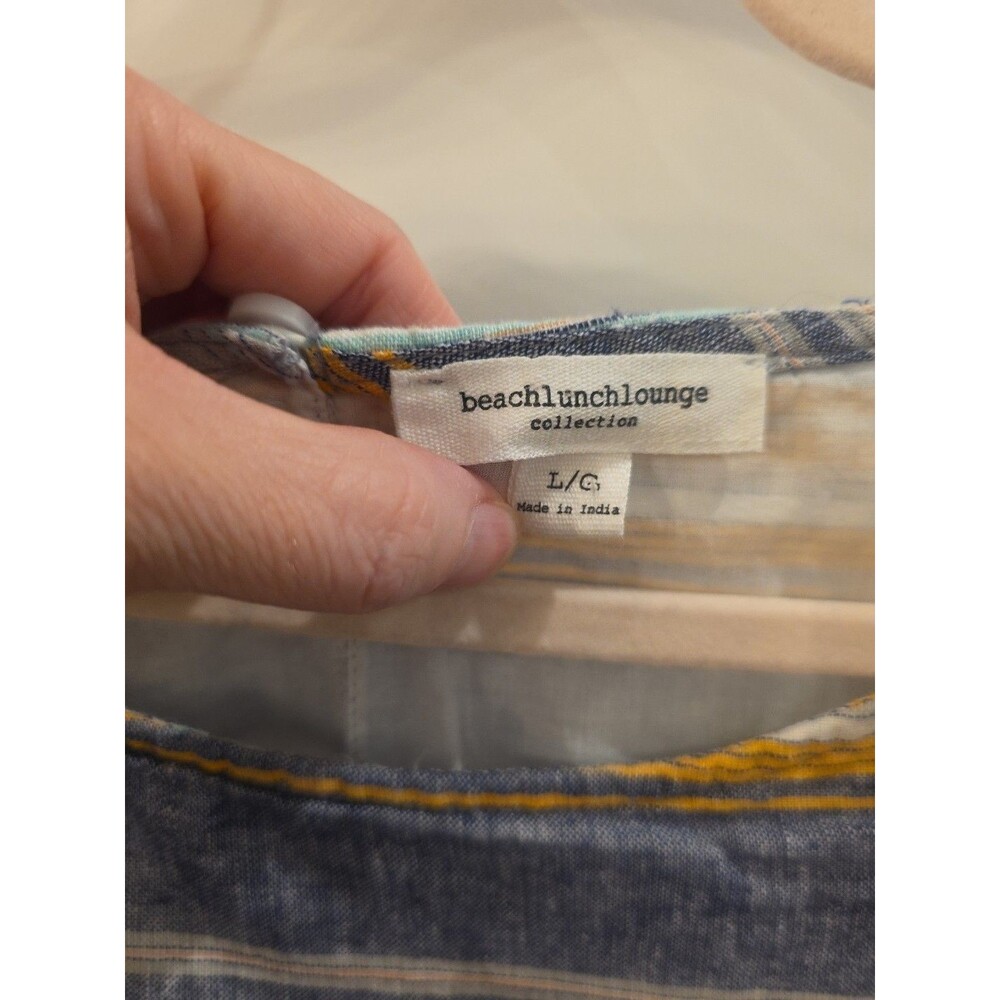 beachlunchlounge
collection
L/G
Made in India